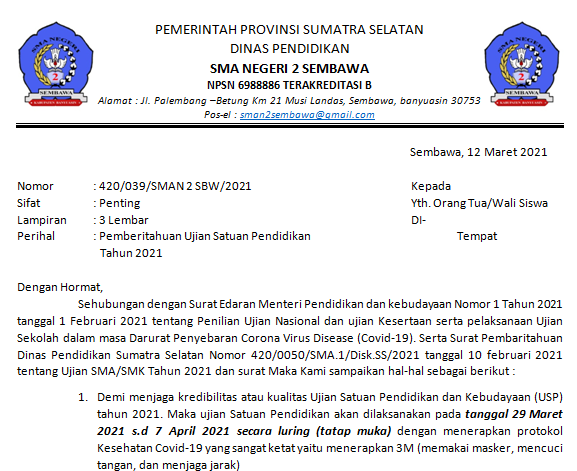 PEMERINTAH PROVINSI SUMATRA SELATAN
DINAS PENDIDIKAN
SMA NEGERI 2 SEMBAWA
NPSN 6988886 TERAKREDITASI B
Alamat : Jl. Palembang –Betung Km 21 Musi Landas, Sembawa, banyuasin 30753
Pos-el : sman2sembawa@gmail.com
SMA NEGERI
2
SEMBAWA
KABUPATEN BANYUASIN
SMA NEGERI
2
SEMBAWA
KABUPATEN BANYUASIN
Sembawa, 12 Maret 2021
Nomor : 420/039/SMAN 2 SBW/2021 Kepada
Sifat : Penting Yth. Orang Tua/Wali Siswa
Lampiran : 3 Lembar DI-
Perihal : Pemberitahuan Ujian Satuan Pendidikan Tempat
Tahun 2021
Dengan Hormat,
Sehubungan dengan Surat Edaran Menteri Pendidikan dan kebudayaan Nomor 1 Tahun 2021
tanggal 1 Februari 2021 tentang Penilian Ujian Nasional dan ujian Kesertaan serta pelaksanaan Ujian
Sekolah dalam masa Darurat Penyebaran Corona Virus Disease (Covid-19). Serta Surat Pembaritahuan
Dinas Pendidikan Sumatra Selatan Nomor 420/0050/SMA.1/Disk.SS/2021 tanggal 10 februari 2021
tentang Ujian SMA/SMK Tahun 2021 dan surat Maka Kami sampaikan hal-hal sebagai berikut :
1. Demi menjaga kredibilitas atau kualitas Ujian Satuan Pendidikan dan Kebudayaan (USP)
tahun 2021. Maka ujian Satuan Pendidikan akan dilaksanakan pada tanggal 29 Maret
2021 s.d 7 April 2021 secara luring (tatap muka) dengan menerapkan protokol
Kesehatan Covid-19 yang sangat ketat yaitu menerapkan 3M (memakai masker, mencuci
tangan, dan menjaga jarak)